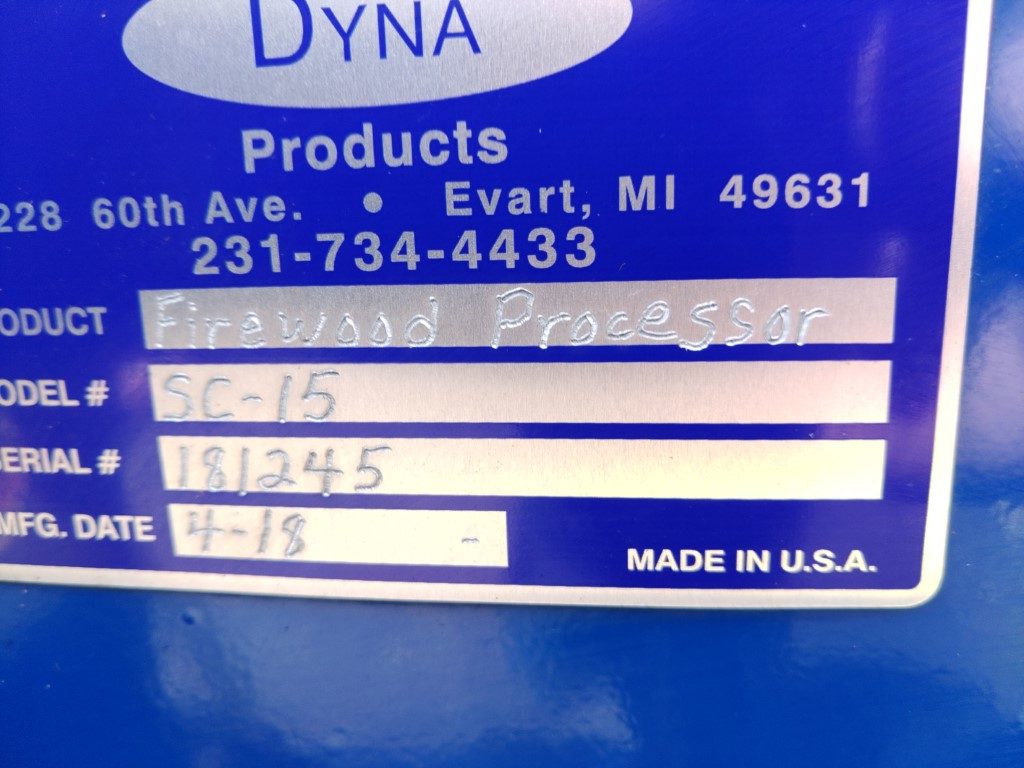 DYNA
Products
228 60th Ave. • Evart, MI 49631
231-734-4433
ODUCT Firewood Processor
ODEL # SC-15
ERIAL # 181245
MFG. DATE 4-18 -
MADE IN U.S.A.